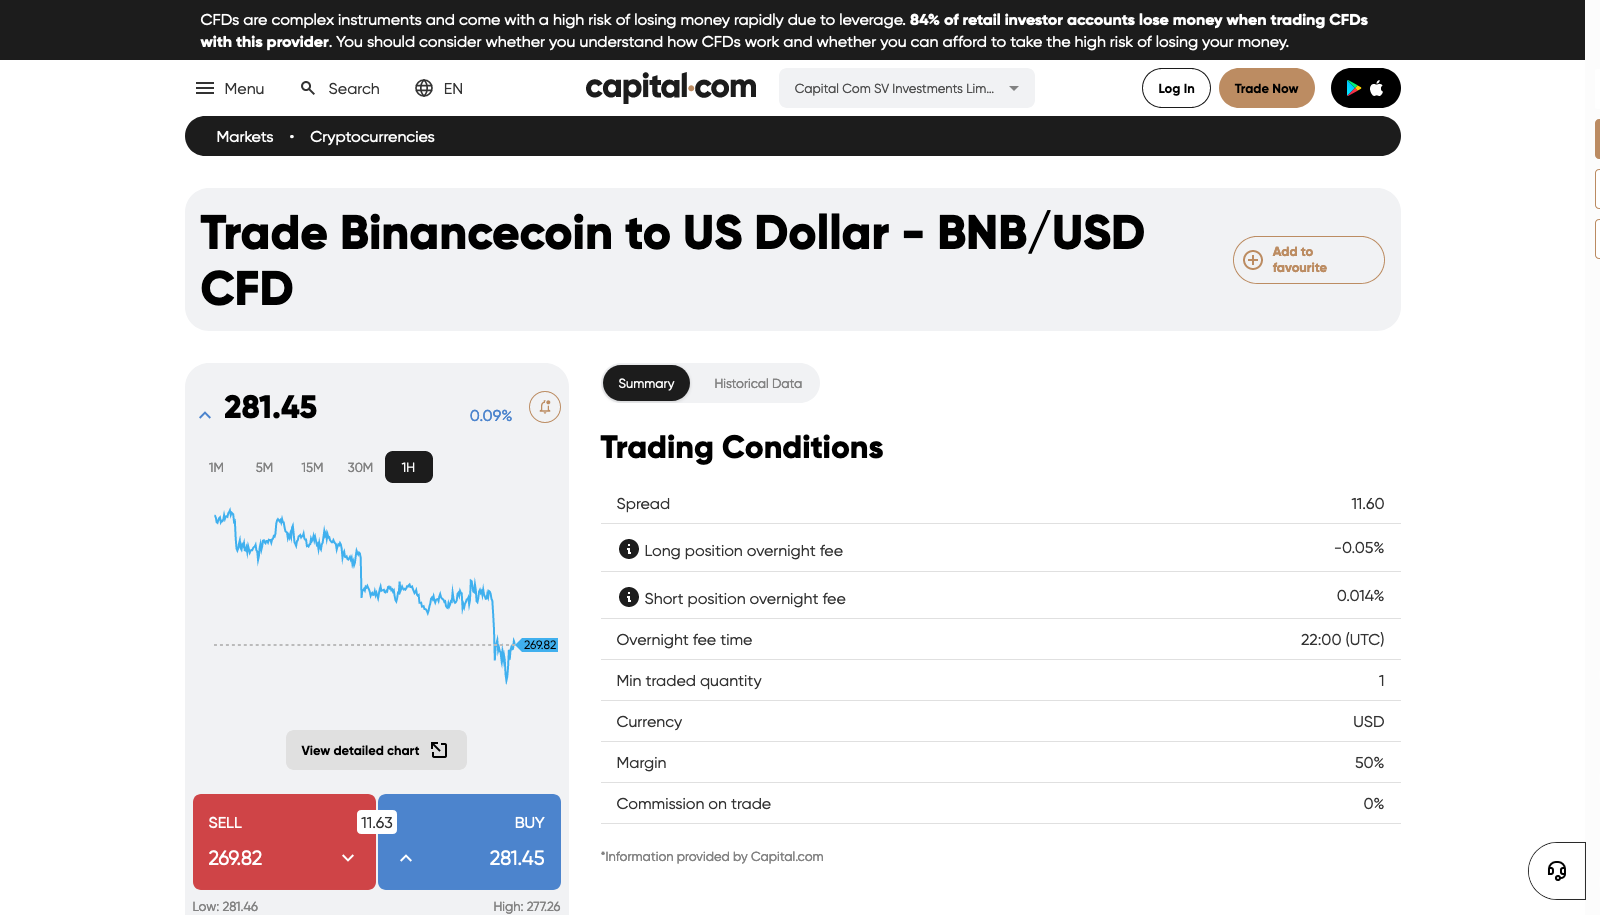 CFDs are complex instruments and come with a high risk of losing money rapidly due to leverage. 84% of retail investor accounts lose money when trading CFDs
with this provider. You should consider whether you understand how CFDs work and whether you can afford to take the high risk of losing your money.
Menu Search EN capital.com Capital Com SV Investments Lim... Log In Trade Now
Markets • Cryptocurrencies
Trade Binancecoin to US Dollar - BNB/USD
CFD
Add to
favourite
281.45 0.09%
1M 5M 15M 30M 1H
269.82
View detailed chart
SELL 11.63 BUY
269.82 281.45
Low: 281.46 High: 277.26
Summary Historical Data
Trading Conditions
Spread 11.60
Long position overnight fee -0.05%
Short position overnight fee 0.014%
Overnight fee time 22:00 (UTC)
Min traded quantity 1
Currency USD
Margin 50%
Commission on trade 0%
*Information provided by Capital.com